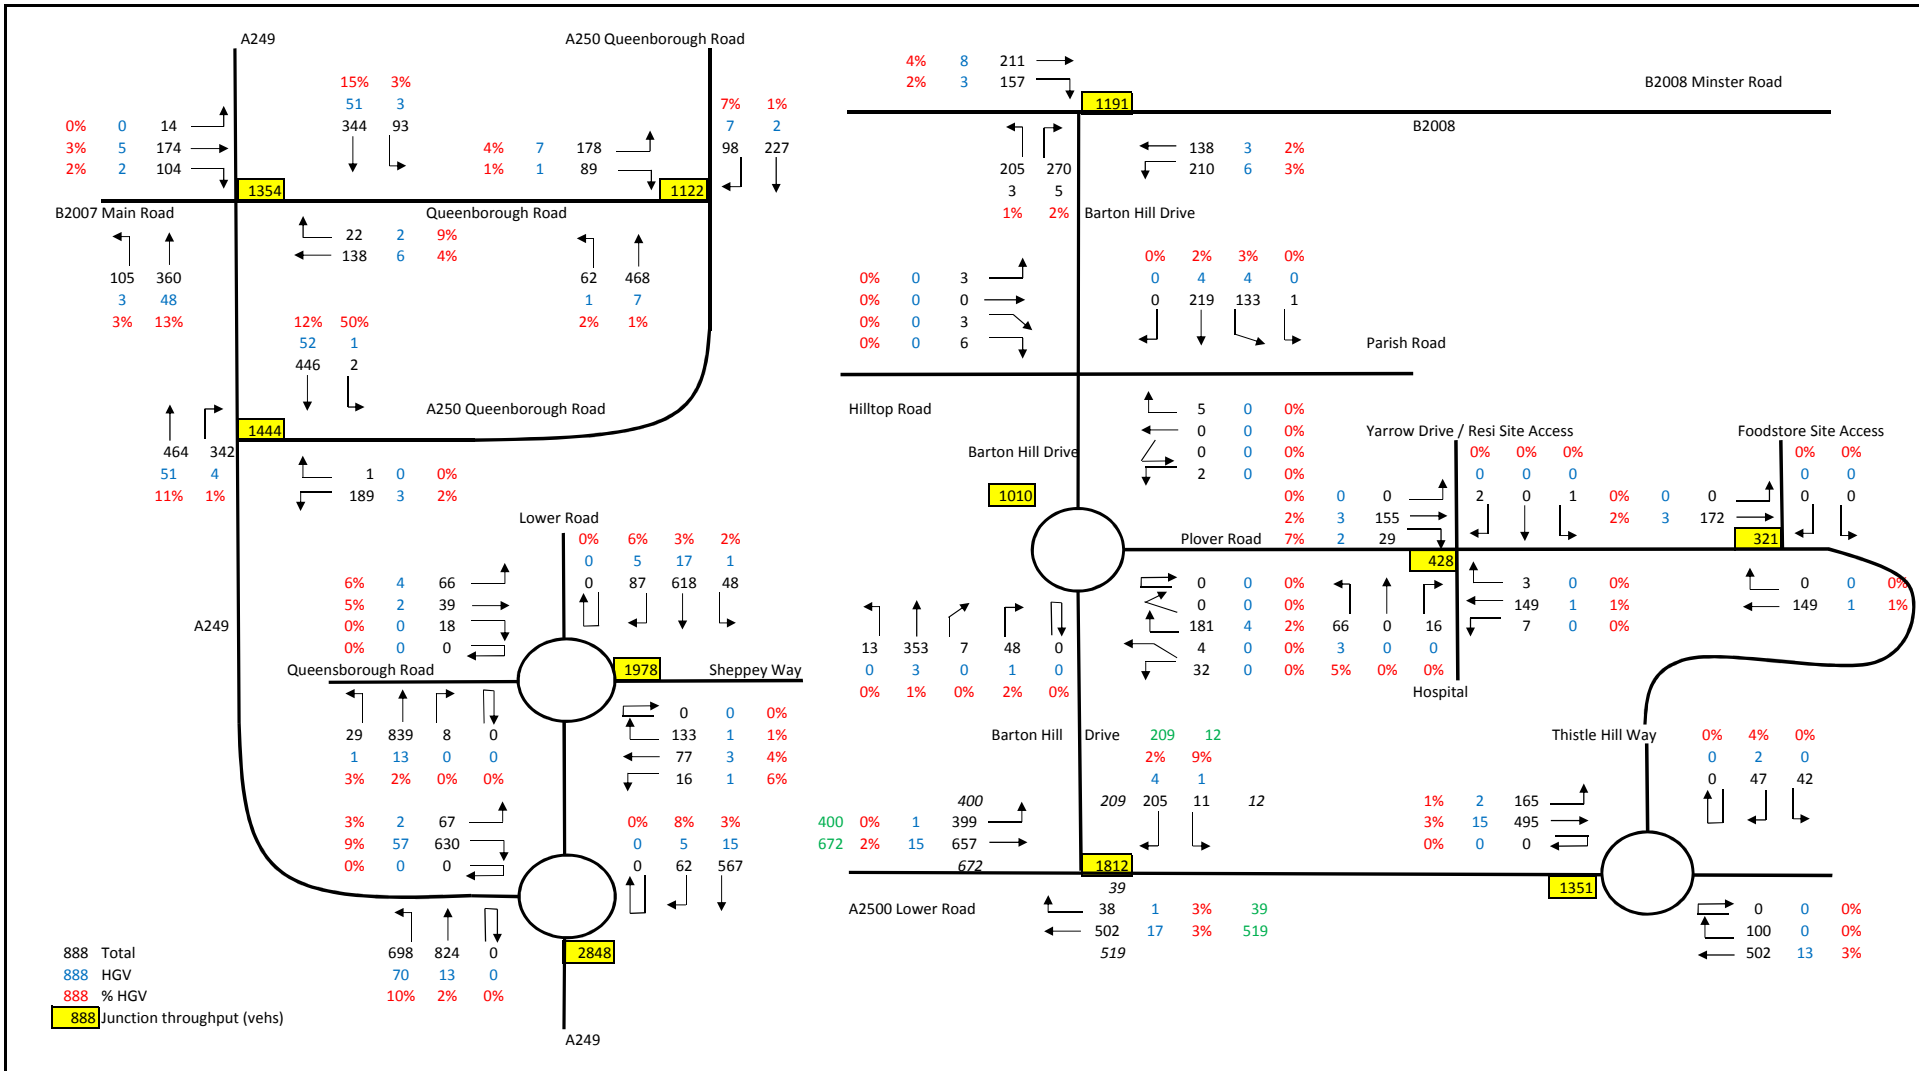 A249 A250 Queenborough Road
4% 8 211
15% 3% 2% 3 157 B2008 Minster Road
51 3 7% 1% 1191
0% 0 14 344 93 7 2 B2008
3% 5 174 4% 7 178 98 227 138 3 2%
2% 2 104 1% 1 89 205 270 210 6 3%
1354 1122 3 5
B2007 Main Road Queenborough Road 1% 2% Barton Hill Drive
22 2 9%
138 6 4% 0% 2% 3% 0%
105 360 62 468 0% 0 3 0 4 4 0
3 48 1 7 0% 0 0 0 219 133 1
3% 13% 12% 50% 2% 1% 0% 0 3
52 1 0% 0 6 Parish Road
446 2
A250 Queenborough Road Hilltop Road 5 0 0%
1444 0 0 0% Yarrow Drive / Resi Site Access Foodstore Site Access
464 342 Barton Hill Drive 0 0 0% 0% 0% 0% 0% 0%
51 4 1 0 0% 2 0 0% 0 0 0 0 0
11% 1% 189 3 2% 1010 0% 0 0 2 0 1 0% 0 0 0 0
Lower Road 2% 3 155 2% 3 172
0% 6% 3% 2% Plover Road 7% 2 29 321
0 5 17 1 428
6% 4 66 0 87 618 48 0 0 0% 3 0 0% 0 0 0%
5% 2 39 0 0 0% 149 1 1% 149 1 1%
A249 0% 0 18 181 4 2% 66 0 16 7 0 0%
0% 0 0 13 353 7 48 0 4 0 0% 3 0 0
Queensborough Road 1978 Sheppey Way 0 3 0 1 0 32 0 0% 5% 0% 0%
0% 1% 0% 2% 0% Hospital
0 0 0%
29 839 8 0 133 1 1% Barton Hill Drive 209 12 Thistle Hill Way 0% 4% 0%
1 13 0 0 77 3 4% 2% 9% 0 2 0
3% 2% 0% 0% 16 1 6% 4 1 0 47 42
400 209 205 11 12 1% 2 165
3% 2 67 0% 8% 3% 400 0% 1 399 3% 15 495
9% 57 630 0 5 15 672 2% 15 657 0% 0 0
0% 0 0 0 62 567 672 1812
39 1351
A2500 Lower Road 38 1 3% 39 0 0 0%
502 17 3% 519 100 0 0%
888 Total 698 824 0 2848 519 502 13 3%
888 HGV 70 13 0
888 % HGV 10% 2% 0%
888 Junction throughput (vehs)
A249